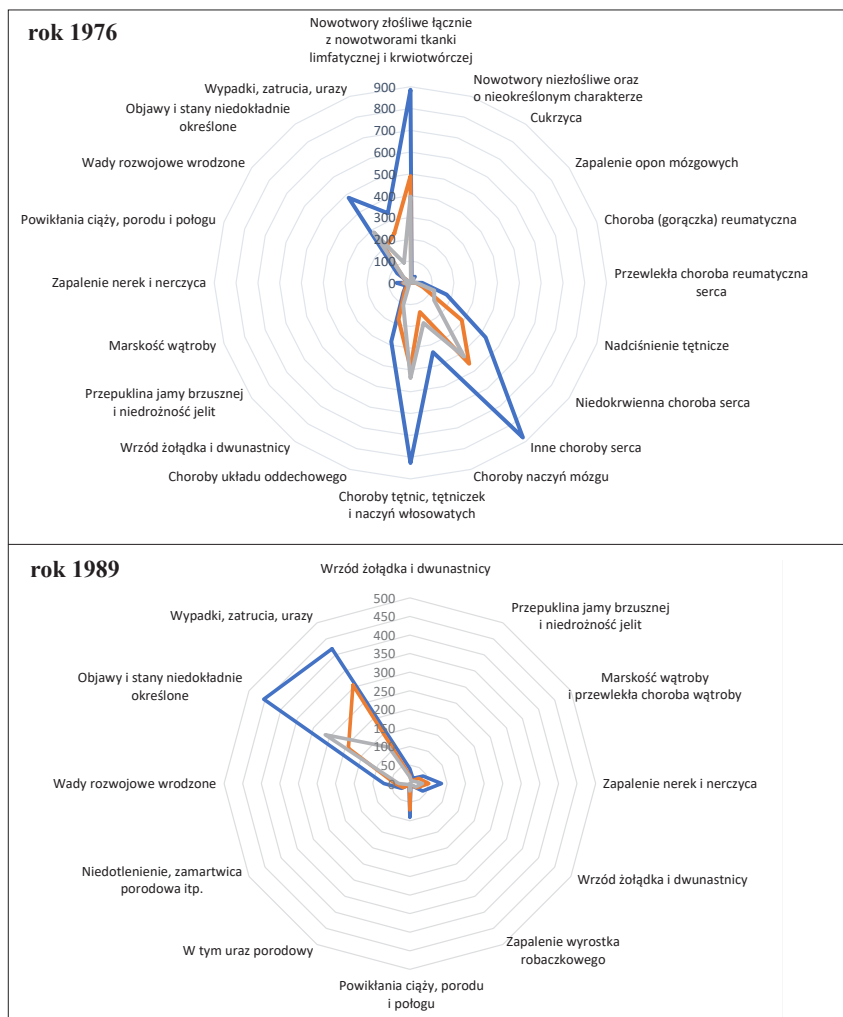 rok 1976
Nowotwory złośliwe łącznie
z nowotworami tkanki
limfatycznej i krwiotwórczej
Nowotwory niezłośliwe oraz
o nieokreślonym charakterze
Cukrzyca
Zapalenie opon mózgowych
Choroba (gorączka) reumatyczna
Przewlekła choroba reumatyczna
serca
Nadciśnienie tętnicze
Niedokrwienna choroba serca
Inne choroby serca
Choroby naczyń mózgu
Choroby tętnic, tętniczek
i naczyń włosowatych
Choroby układu oddechowego
Wrzód żołądka i dwunastnicy
Przepuklina jamy brzusznej
i niedrożność jelit
Marskość wątroby
Zapalenie nerek i nerczyca
Powikłania ciąży, porodu i połogu
Wady rozwojowe wrodzone
Objawy i stany niedokładnie
określone
Wypadki, zatrucia, urazy
900
800
700
600
500
400
300
200
100
0
rok 1989
Wrzód żołądka i dwunastnicy
Przepuklina jamy brzusznej
i niedrożność jelit
Marskość wątroby
i przewlekła choroba wątroby
Zapalenie nerek i nerczyca
Wrzód żołądka i dwunastnicy
Zapalenie wyrostka
robaczkowego
Powikłania ciąży, porodu
i połogu
W tym uraz porodowy
Niedotlenienie, zamartwica
porodowa itp.
Wady rozwojowe wrodzone
Objawy i stany niedokładnie
określone
Wypadki, zatrucia, urazy
500
450
400
350
300
250
200
150
100
50
0